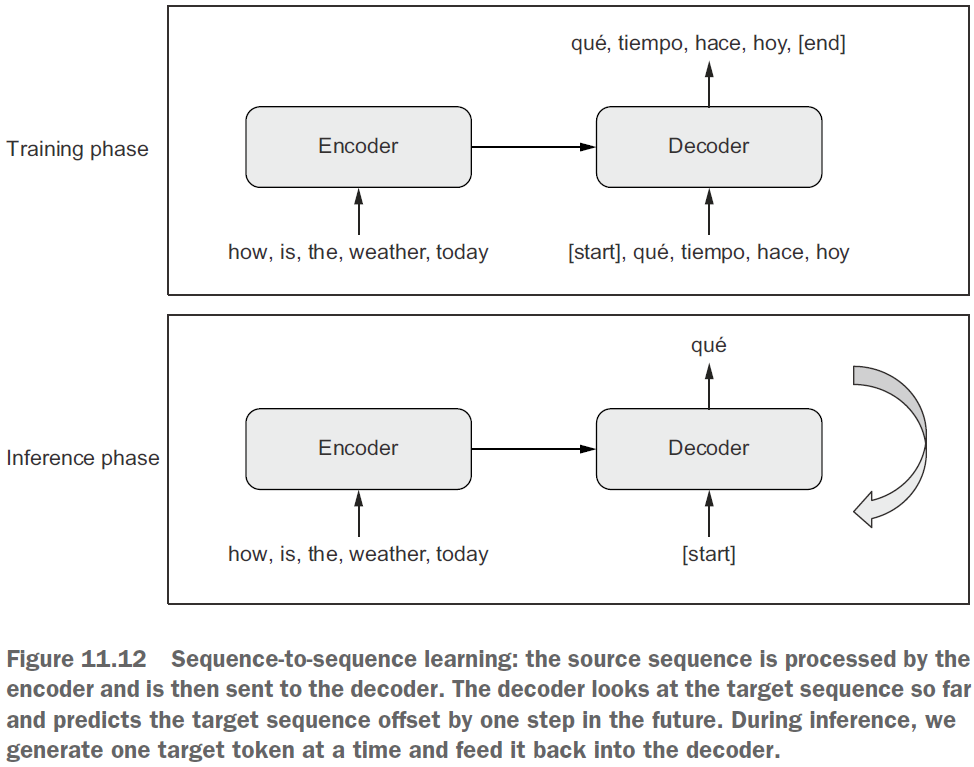 qué, tiempo, hace, hoy, [end]
Encoder
Decoder
Training phase
how, is, the, weather, today
[start], qué, tiempo, hace, hoy
qué
Encoder
Decoder
Inference phase
how, is, the, weather, today
[start]
Figure 11.12 Sequence-to-sequence learning: the source sequence is processed by the
encoder and is then sent to the decoder. The decoder looks at the target sequence so far
and predicts the target sequence offset by one step in the future. During inference, we
generate one target token at a time and feed it back into the decoder.